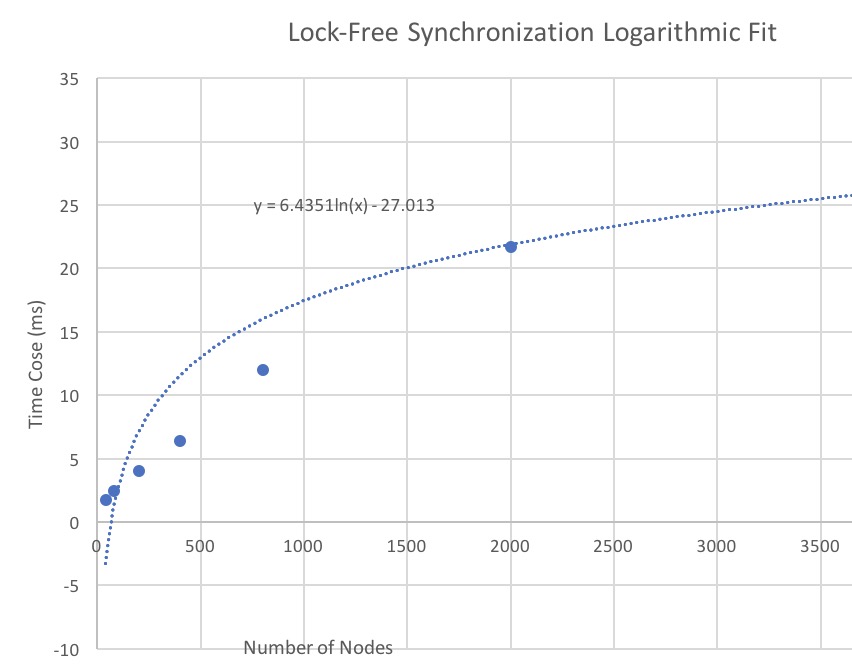 Lock-Free Synchronization Logarithmic Fit
35
30
25
y = 6.4351ln(x) - 27.013
20
15
10
5
0
-5
-10
Time Cose (ms)
0 500 1000 1500 2000 2500 3000 3500
Number of Nodes